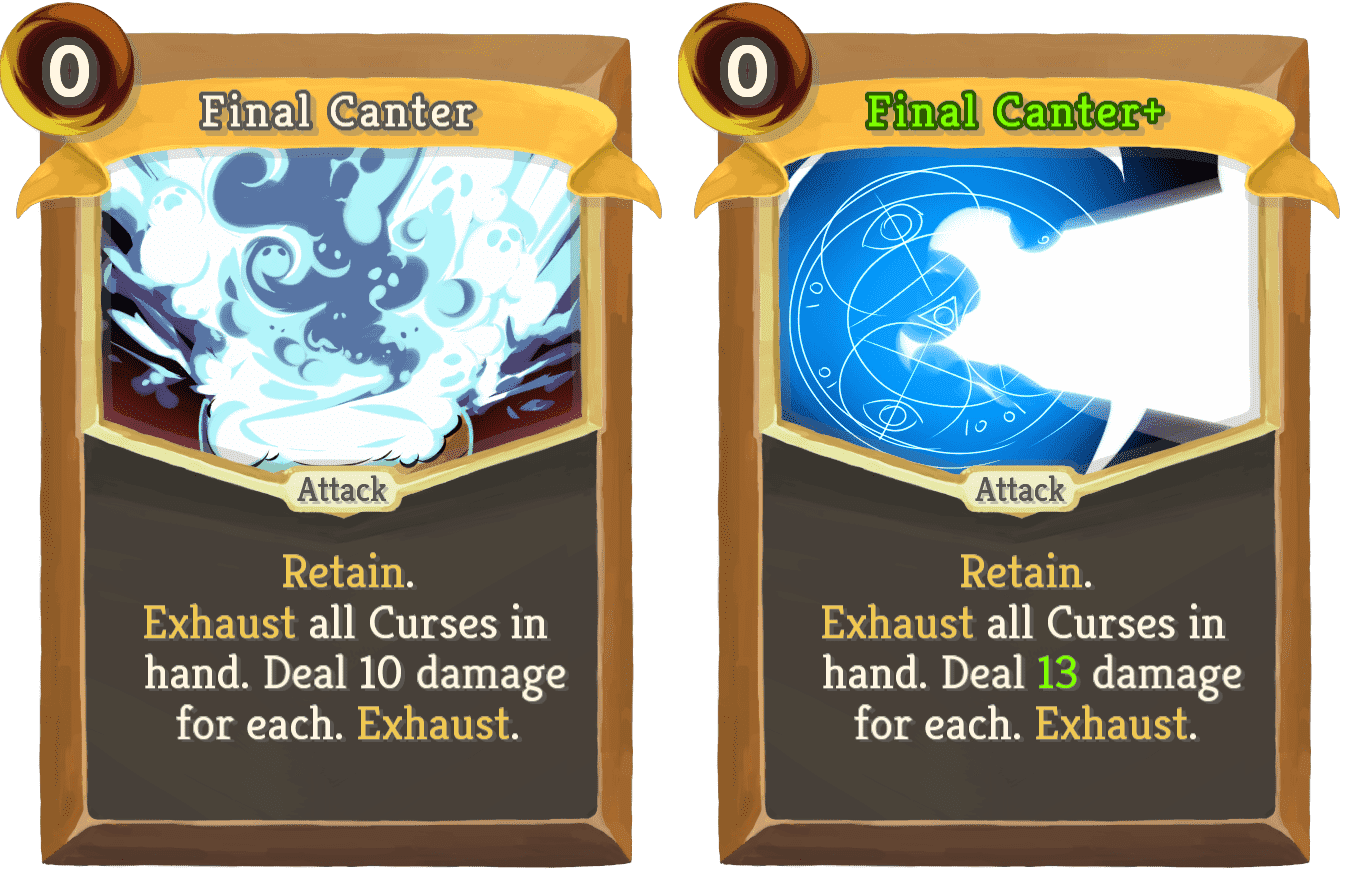 0
Final Canter
Attack
Retain.
Exhaust all Curses in
hand. Deal 10 damage
for each. Exhaust.
0
Final Canter+
Attack
Retain.
Exhaust all Curses in
hand. Deal 13 damage
for each. Exhaust.